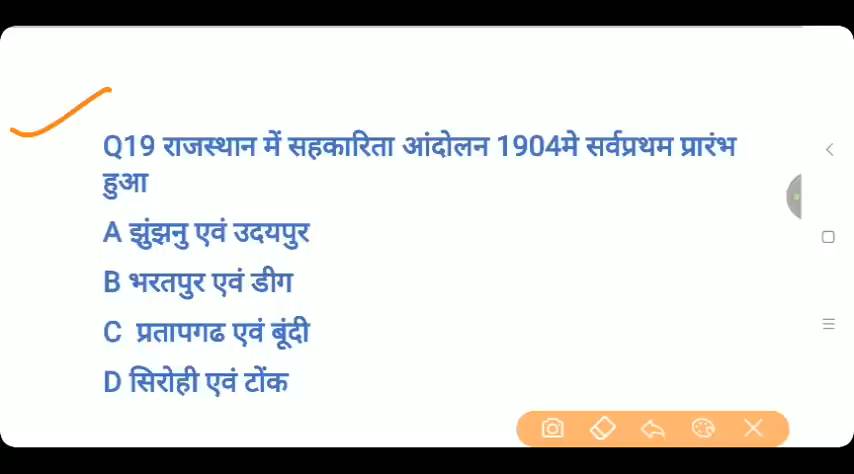 Q19 राजस्थान में सहकारिता आंदोलन 1904मे सर्वप्रथम प्रारंभ
हुआ
A झुंझनु एवं उदयपुर
B भरतपुर एवं डीग
C प्रतापगढ एवं बूंदी
D सिरोही एवं टोंक